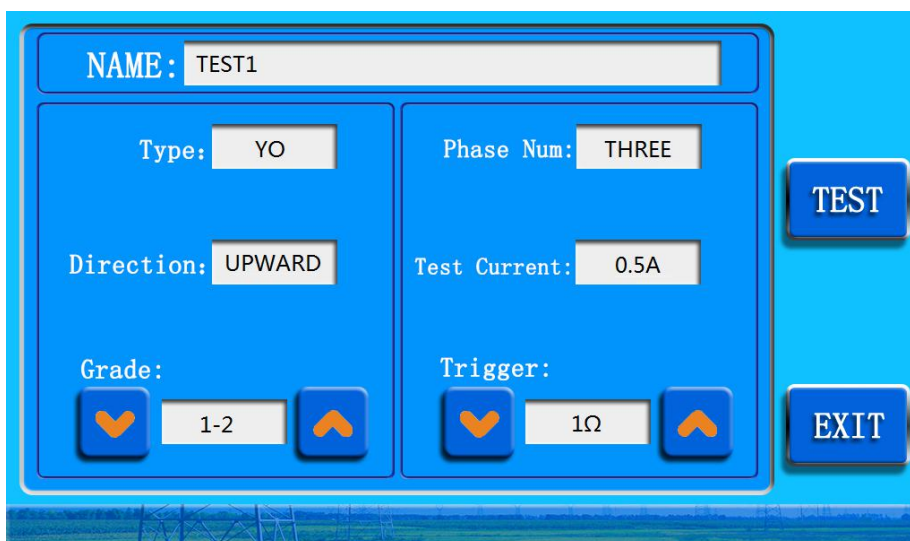 NAME: TEST1
Type: YO
Phase Num: THREE
TEST
Direction: UPWARD
Test Current: 0.5A
Grade:
1-2
Trigger:
1Ω
EXIT